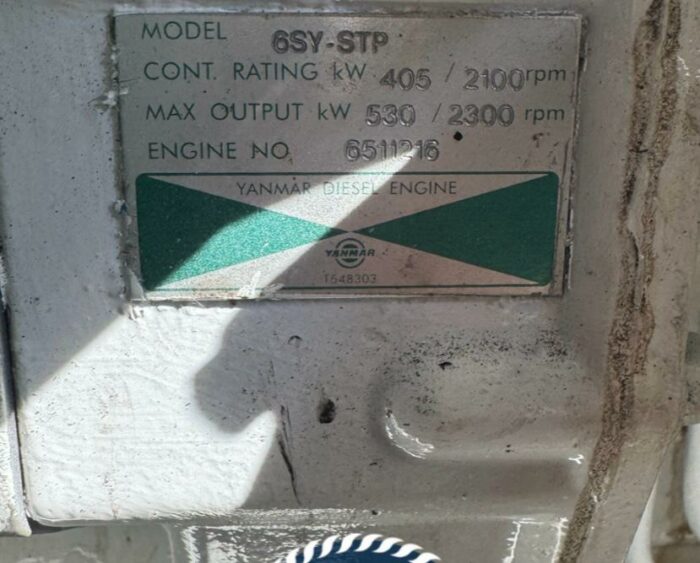 MODEL 6SY-STP
CONT. RATING kW 405 / 2100 rpm
MAX OUTPUT kW 530 / 2300 rpm
ENGINE NO. 6511216
YANMAR DIESEL ENGINE
YANMAR
1648303